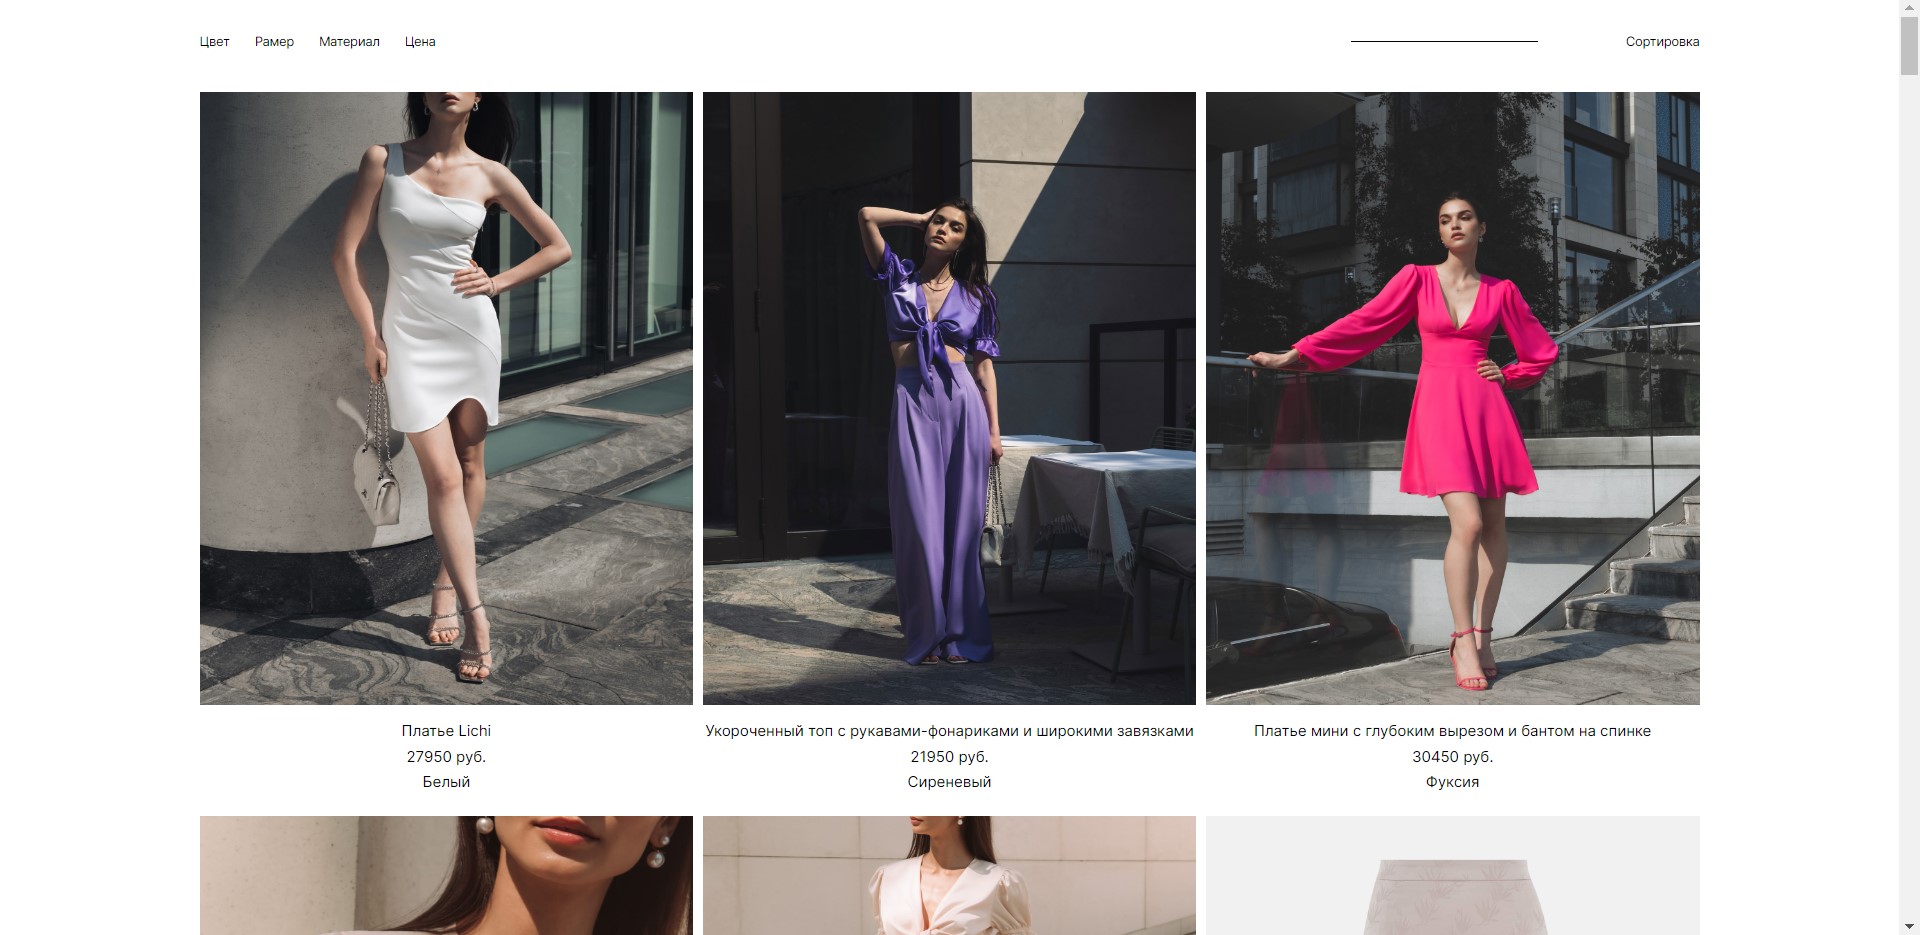 Цвет Рамер Материал Цена Сортировка
Платье Lichi
27950 руб.
Белый
Укороченный топ с рукавами-фонариками и широкими завязками
21950 руб.
Сиреневый
Платье мини с глубоким вырезом и бантом на спинке
30450 руб.
Фуксия